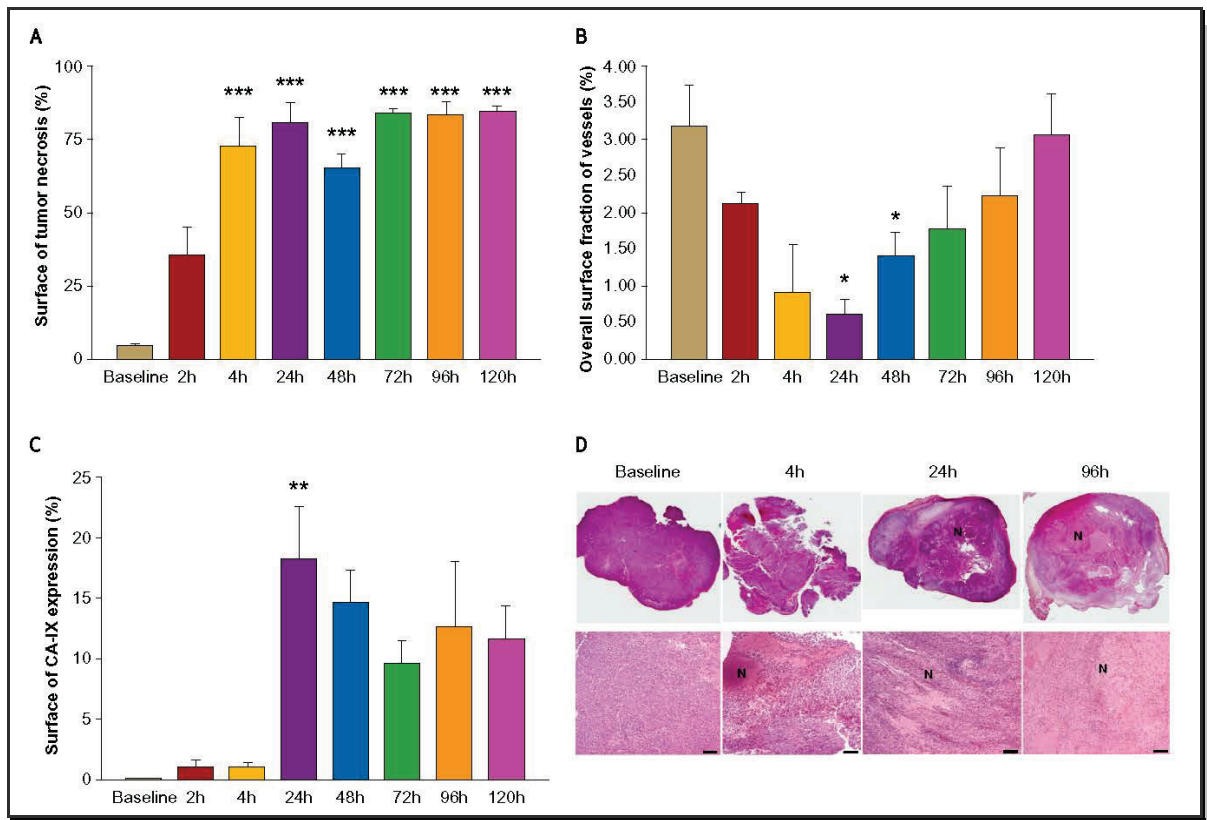 A
Surface of tumor necrosis (%)
100
75
50
25
0
***
***
***
***
***
***
Baseline 2h 4h 24h 48h 72h 96h 120h
B
Overall surface fraction of vessels (%)
4.00
3.50
3.00
2.50
2.00
1.50
1.00
0.50
0.00
*
*
Baseline 2h 4h 24h 48h 72h 96h 120h
C
Surface of CA-IX expression (%)
25
20
15
10
5
0
**
Baseline 2h 4h 24h 48h 72h 96h 120h
D
Baseline 4h 24h 96h
N N
N N N